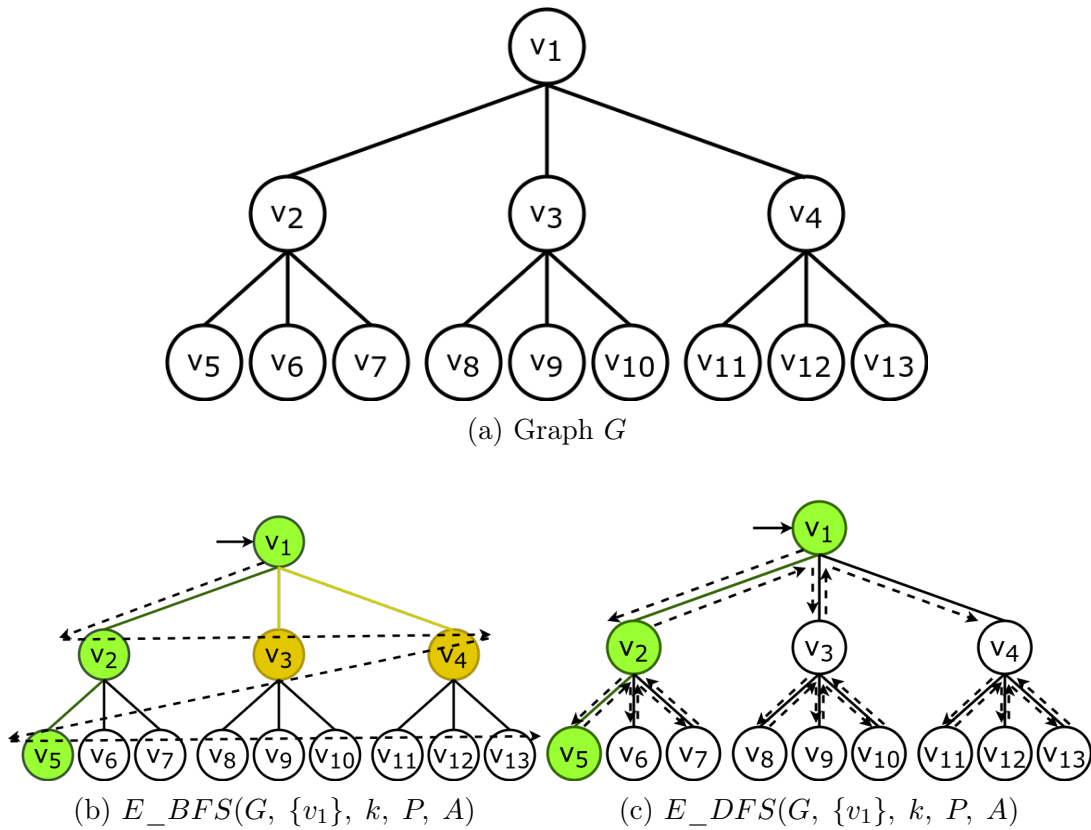 v1
v2 v3 v4
v5 v6 v7 v8 v9 v10 v11 v12 v13
(a) Graph G
v1
v2 v3 v4
v5 v6 v7 v8 v9 v10 v11 v12 v13
(b) E_BFS(G, {v1}, k, P, A)
v1
v2 v3 v4
v5 v6 v7 v8 v9 v10 v11 v12 v13
(c) E_DFS(G, {v1}, k, P, A)